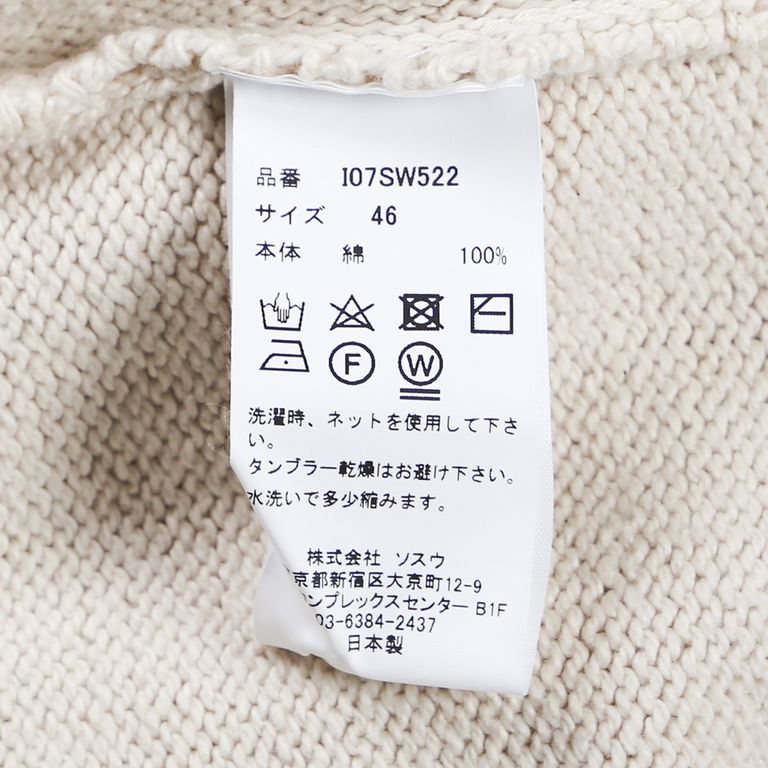 品番 I07SW522
サイズ 46
本体 綿 100%
F W
洗濯時、ネットを使用して下さ
い。
タンブラー乾燥はお避け下さい。
水洗いで多少縮みます。
株式会社 ソスウ
京都新宿区大京町12-9
ンプレックスセンター B1F
03-6384-2437
日本製